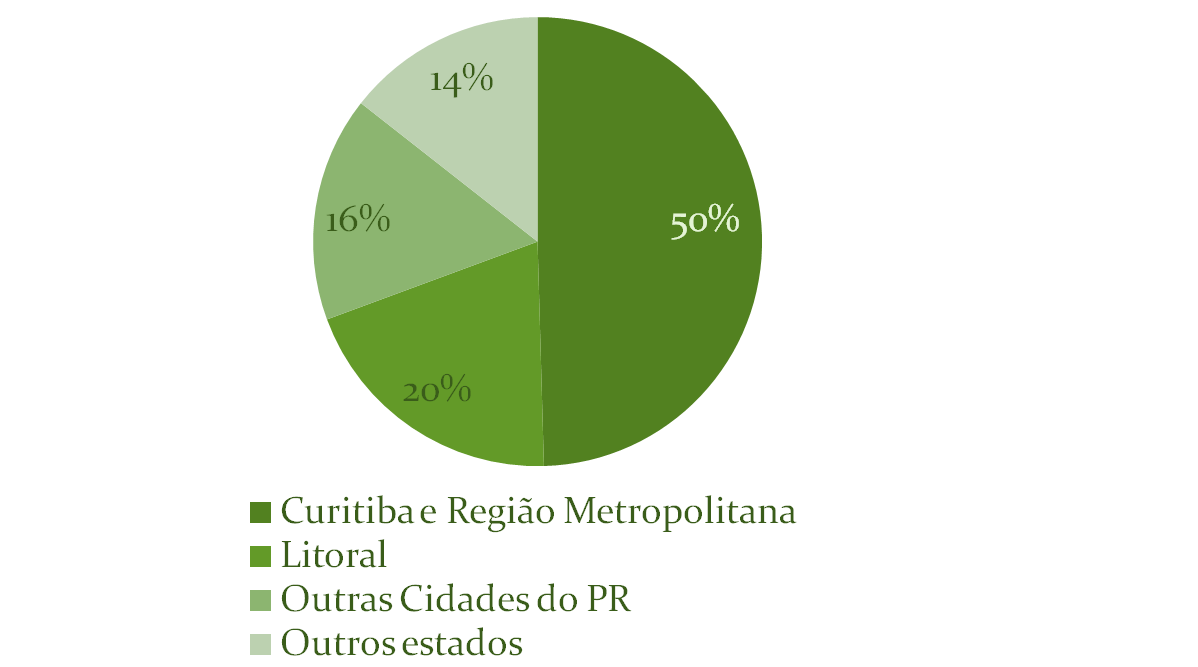 14%
16%
50%
20%
Curitiba e Região Metropolitana
Litoral
Outras Cidades do PR
Outros estados